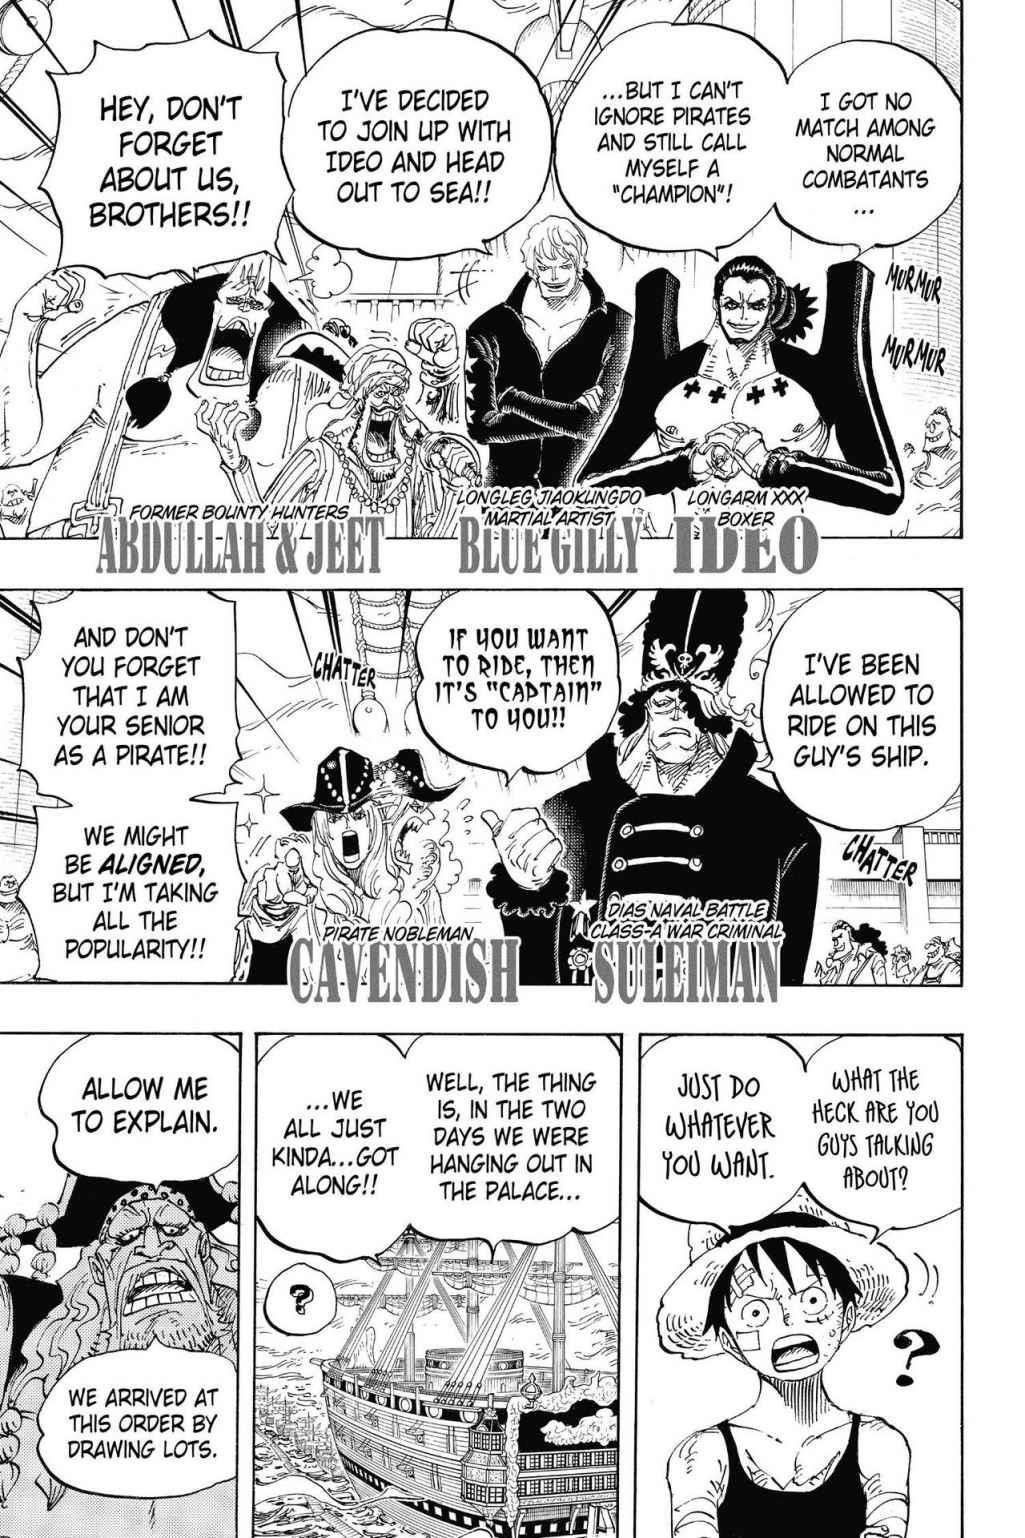 I GOT NO
MATCH AMONG
NORMAL
COMBATANTS
...
...BUT I CAN'T
IGNORE PIRATES
AND STILL CALL
MYSELF A
"CHAMPION"!
I'VE DECIDED
TO JOIN UP WITH
IDEO AND HEAD
OUT TO SEA!!
HEY, DON'T
FORGET
ABOUT US,
BROTHERS!!
MURMUR
MURMUR
LONGARM XXX
BOXER
IDEO
LONGLEG JIAOKUNGDO
MARTIAL ARTIST
BLUE GILLY
FORMER BOUNTY HUNTERS
ABDULLAH & JEET
I'VE BEEN
ALLOWED TO
RIDE ON THIS
GUY'S SHIP.
IF YOU WANT
TO RIDE, THEN
IT'S "CAPTAIN"
TO YOU!!
CHATTER
CHATTER
AND DON'T
YOU FORGET
THAT I AM
YOUR SENIOR
AS A PIRATE!!
WE MIGHT
BE ALIGNED,
BUT I'M TAKING
ALL THE
POPULARITY!!
DIAS NAVAL BATTLE
CLASS-A WAR CRIMINAL
SULEIMAN
PIRATE NOBLEMAN
CAVENDISH
WHAT THE
HECK ARE YOU
GUYS TALKING
ABOUT?
JUST DO
WHATEVER
YOU WANT.
?
WELL, THE THING
IS, IN THE TWO
DAYS WE WERE
HANGING OUT IN
THE PALACE...
...WE
ALL JUST
KINDA...GOT
ALONG!!
?
ALLOW ME
TO EXPLAIN.
WE ARRIVED AT
THIS ORDER BY
DRAWING LOTS.